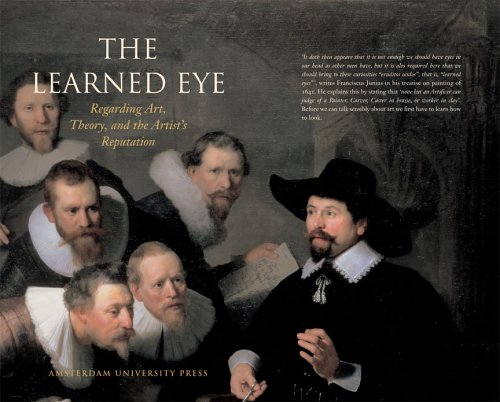 THE
LEARNED EYE
Regarding Art,
Theory, and the Artist's
Reputation
'It doth then appeare that it is not enough we should have eyes in
our head as other men have, but it is also required here that we
should bring to these curiosities "eruditos oculos", that is, "learned
eyes"', writes Franciscus Junius in his treatise on painting of
1641. He explains this by stating that 'none but an Artificer can
judge of a Painter, Carver, Caster in brasse, or worker in clay'.
Before we can talk sensibly about art we first have to learn how
to look.
AMSTERDAM UNIVERSITY PRESS